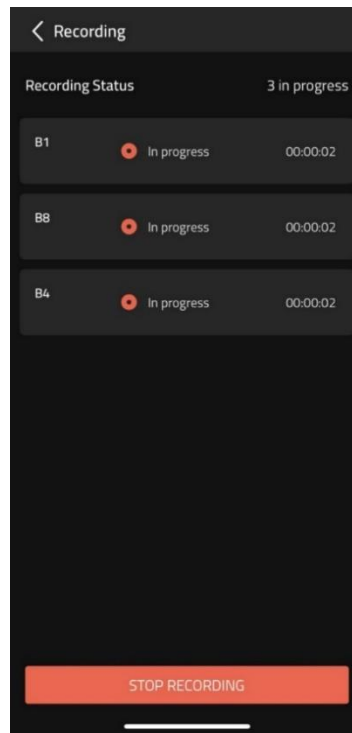 Recording
Recording Status 3 in progress
B1 In progress 00:00:02
B8 In progress 00:00:02
B4 In progress 00:00:02
STOP RECORDING